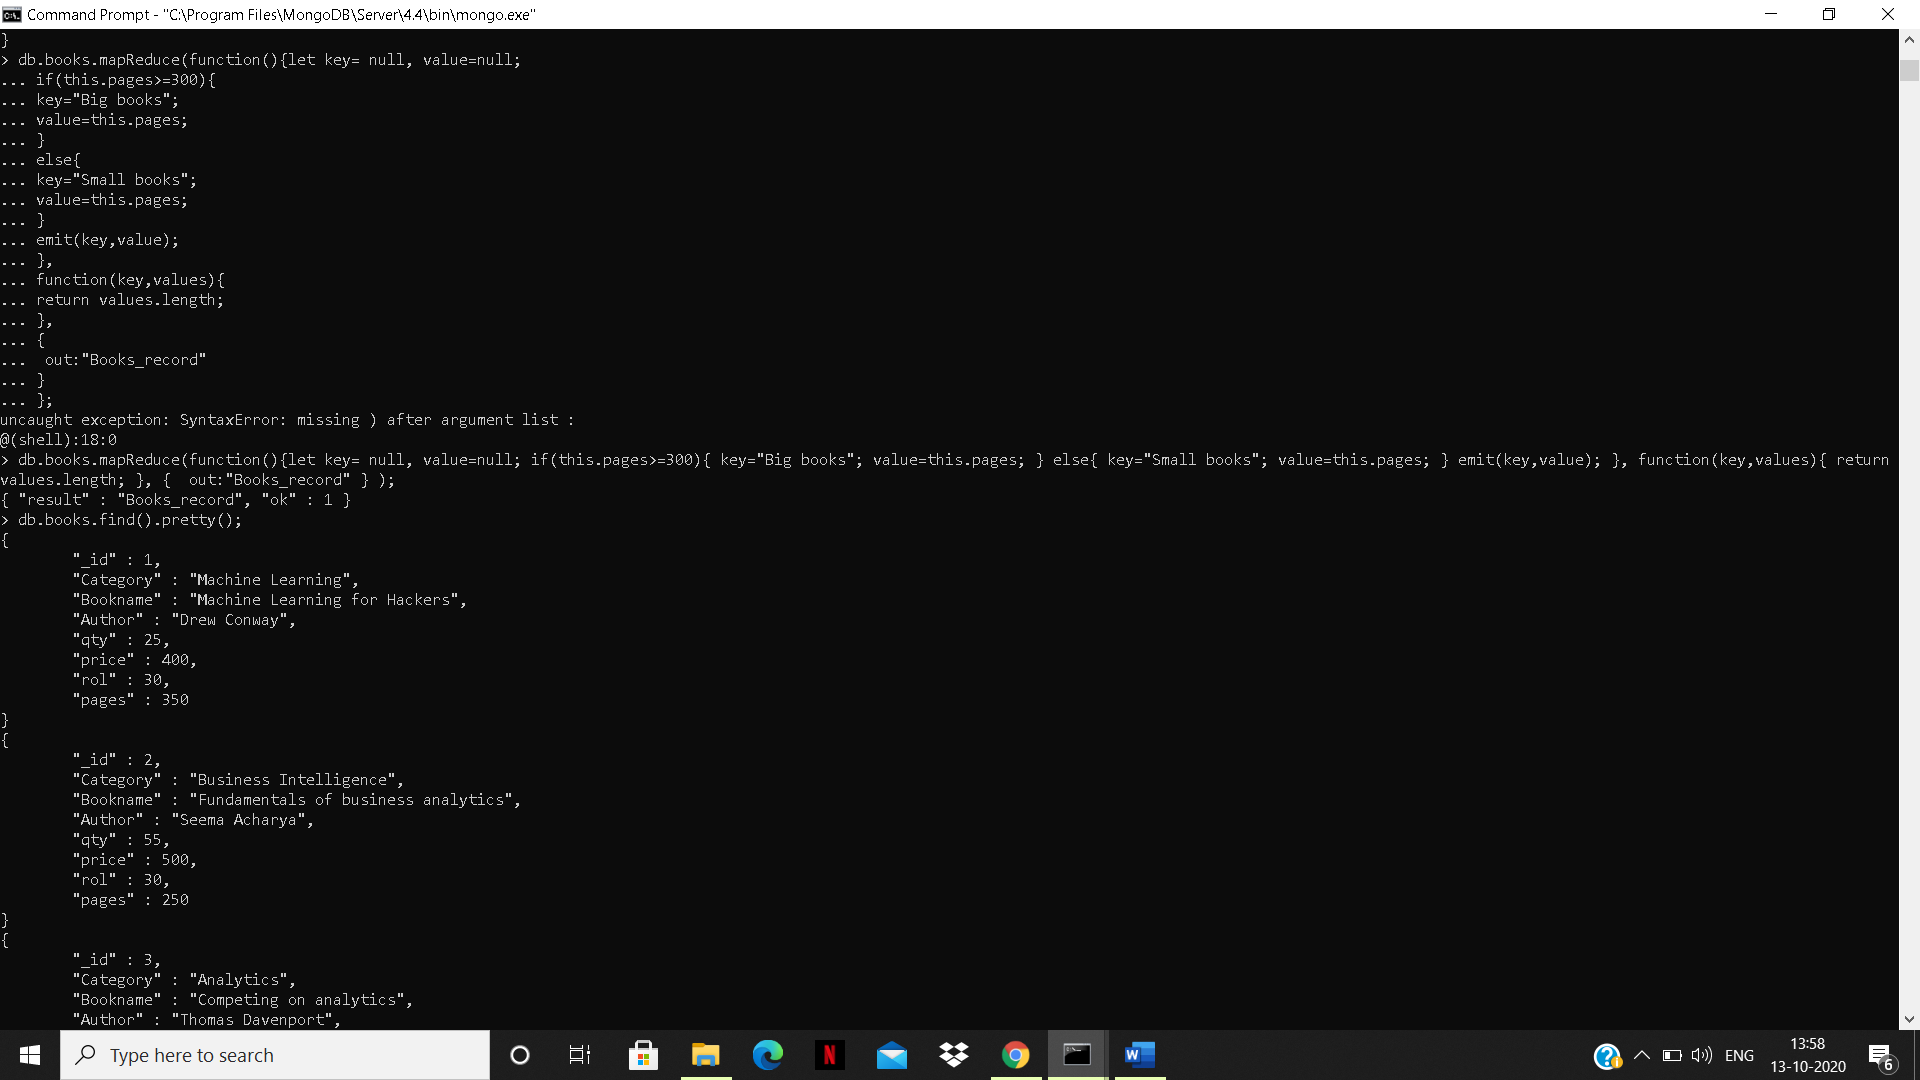 Command Prompt - "C:\Program Files\MongoDB\Server\4.4\bin\mongo.exe"
}
> db.books.mapReduce(function(){let key= null, value=null;
... if(this.pages>=300){
... key="Big books";
... value=this.pages;
... }
... else{
... key="Small books";
... value=this.pages;
... }
... emit(key,value);
... },
... function(key,values){
... return values.length;
... },
... {
...  out:"Books_record"
... }
... };
uncaught exception: SyntaxError: missing ) after argument list :
@(shell):18:0
> db.books.mapReduce(function(){let key= null, value=null; if(this.pages>=300){ key="Big books"; value=this.pages; } else{ key="Small books"; value=this.pages; } emit(key,value); }, function(key,values){ return
values.length; }, {  out:"Books_record" } );
{ "result" : "Books_record", "ok" : 1 }
> db.books.find().pretty();
{
"_id" : 1,
"Category" : "Machine Learning",
"Bookname" : "Machine Learning for Hackers",
"Author" : "Drew Conway",
"qty" : 25,
"price" : 400,
"rol" : 30,
"pages" : 350
}
{
"_id" : 2,
"Category" : "Business Intelligence",
"Bookname" : "Fundamentals of business analytics",
"Author" : "Seema Acharya",
"qty" : 55,
"price" : 500,
"rol" : 30,
"pages" : 250
}
{
"_id" : 3,
"Category" : "Analytics",
"Bookname" : "Competing on analytics",
"Author" : "Thomas Davenport",
Type here to search
N
W
ENG
13:58
13-10-2020
6